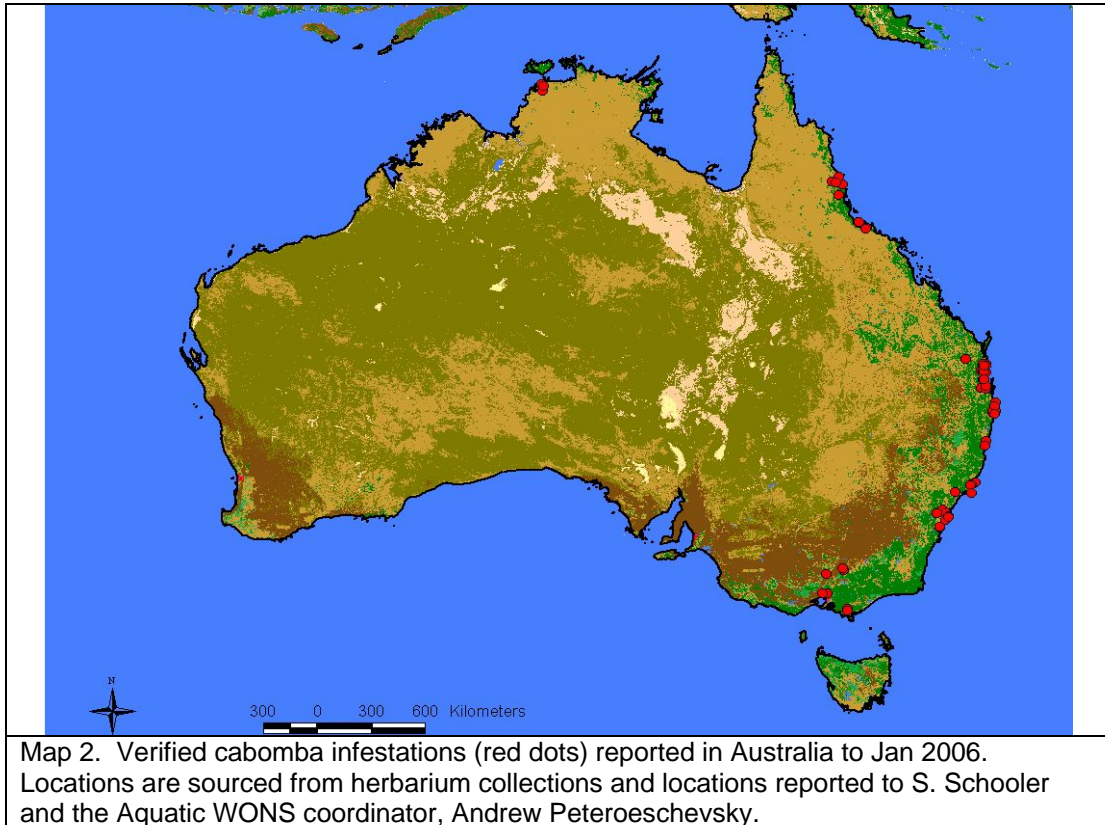 N
300 0 300 600 Kilometers
Map 2. Verified cabomba infestations (red dots) reported in Australia to Jan 2006.
Locations are sourced from herbarium collections and locations reported to S. Schooler
and the Aquatic WONS coordinator, Andrew Peteroeschevsky.